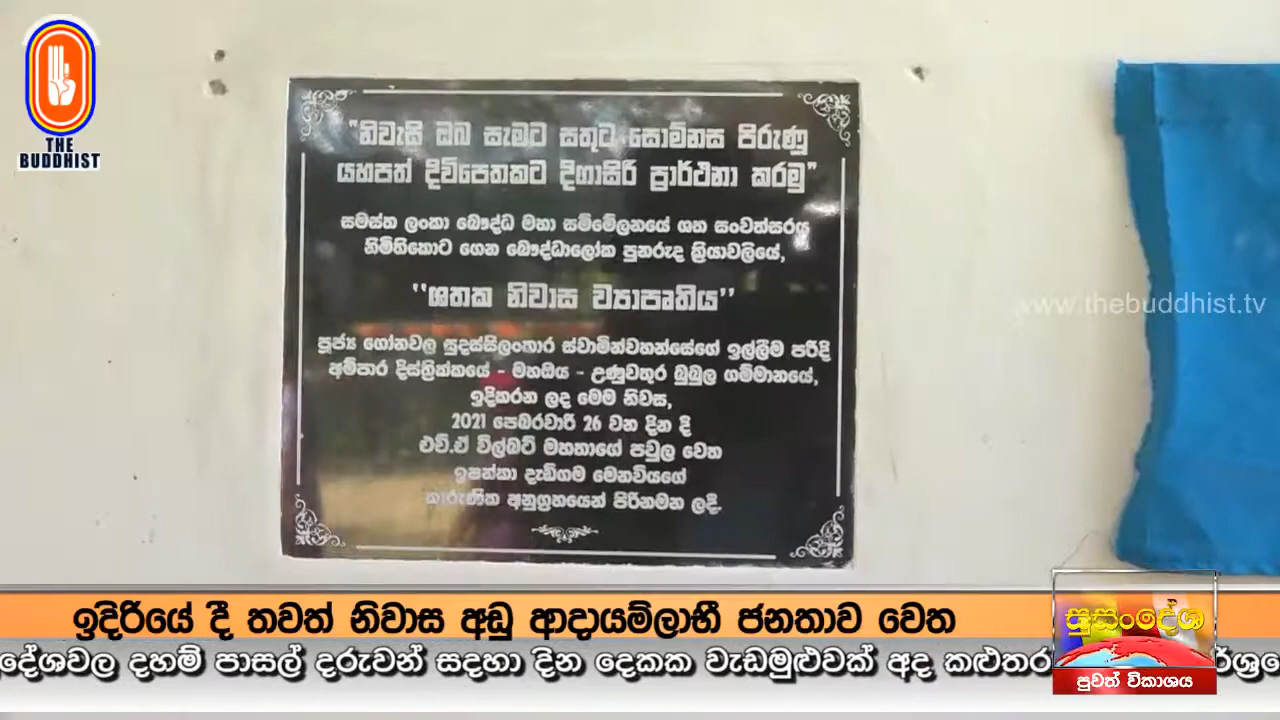 THE
BUDDHIST
"නිවැසි ඔබ සැමට සතුට සොම්නස පිරුණු
යහපත් දිවිපෙතකට දිගාසිරි ප්‍රාර්ථනා කරමු"
සමස්ත ලංකා බෞද්ධ මහා සම්මේලනයේ ශත සංවත්සරය
නිමිතිකොට ගෙන බෞද්ධාලෝක පුනරුද ක්‍රියාවලියේ,
"ශතක නිවාස ව්‍යාපෘතිය"
පූජ්‍ය ගෝනවල සුදස්සිලංකාර ස්වාමින්වහන්සේගේ ඉල්ලීම පරිදි
අම්පාර දිස්ත්‍රික්කයේ - මහඔය - උණුවතුර බුබුල ගම්මානයේ,
ඉදිකරන ලද මෙම නිවස,
2021 පෙබරවාරි 26 වන දින දී
එච්.ඒ විල්බට් මහතාගේ පවුල වෙත
ඉෂන්කා දැඩිගම මෙනවියගේ
කාරුණික අනුග්‍රහයෙන් පිරිනමන ලදී.
www.thebuddhist.tv
ඉදිරියේ දී තවත් නිවාස අඩු ආදායම්ලාභී ජනතාව වෙත
දේශවල දහම් පාසල් දරුවන් සදහා දින දෙකක වැඩමුළුවක් අද කළුතර
සුසංදේශ
පුවත් විකාශය